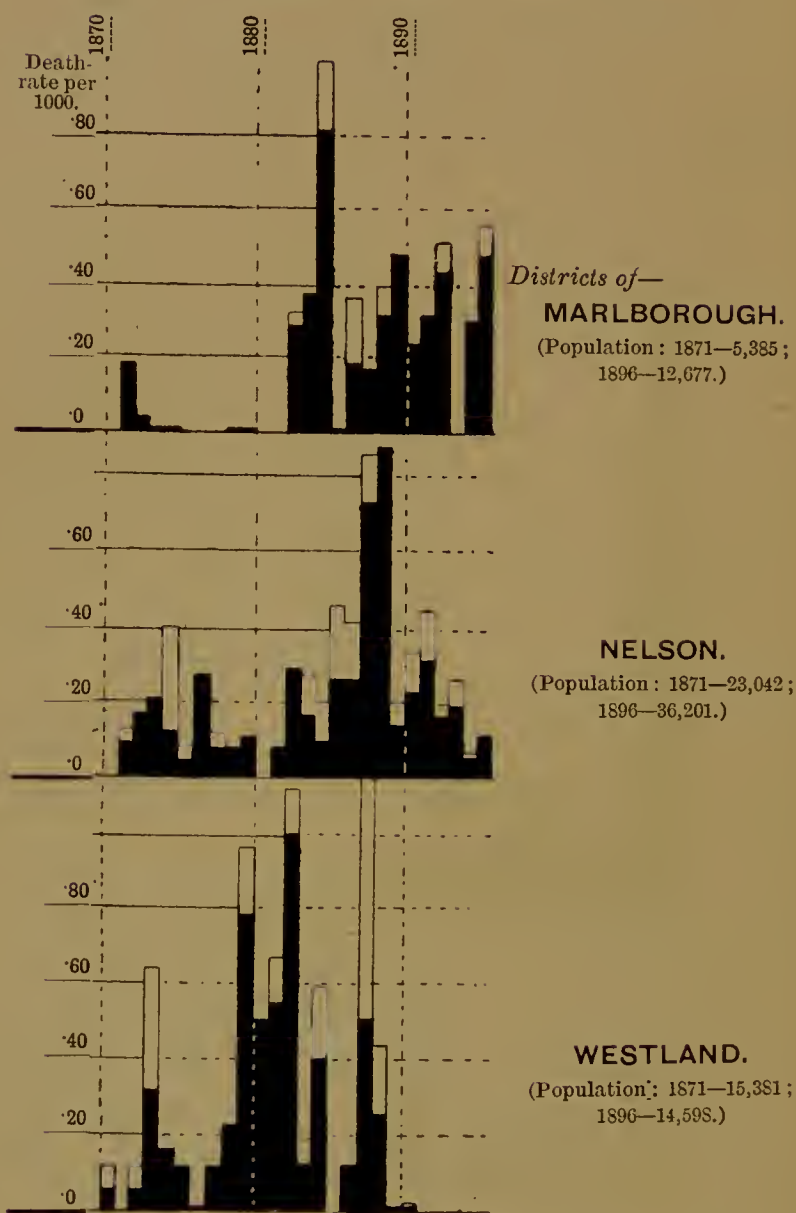 1870
1880
1890
Death-
rate per
1000.
·80
·60
·40
·20
·0
Districts of—
MARLBOROUGH.
(Population: 1871—5,385;
1896—12,677.)
·60
·40
·20
·0
NELSON.
(Population: 1871—23,042;
1896—36,201.)
·80
·60
·40
·20
·0
WESTLAND.
(Population: 1871—15,381;
1896—14,598.)